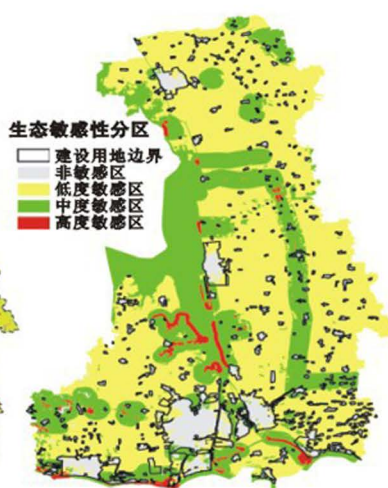 生态敏感性分区
建设用地边界
非敏感区
低度敏感区
中度敏感区
高度敏感区